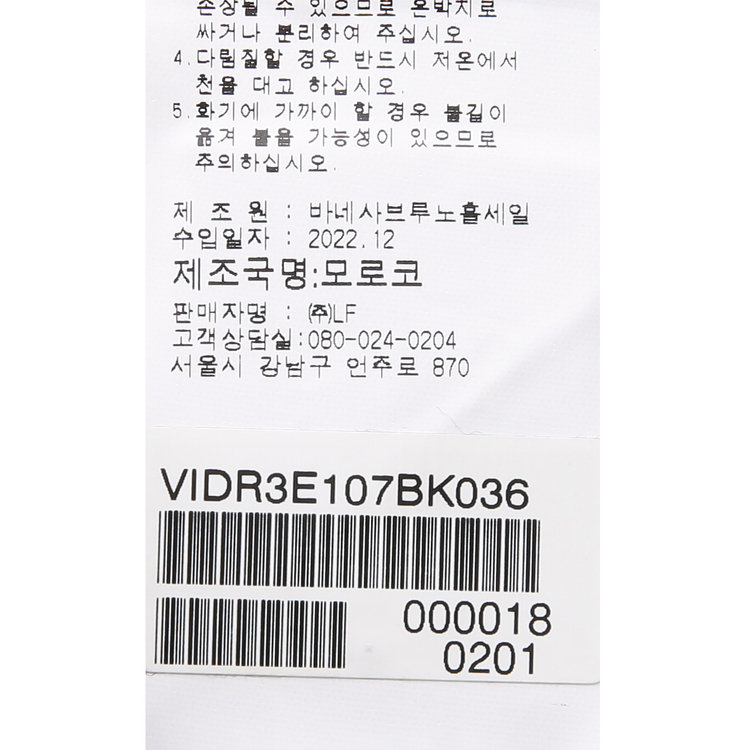 손상될 수 있으므로 은박지로
싸거나 분리하여 주십시오.
4.다림질할 경우 반드시 저온에서
천을 대고 하십시오.
5.화기에 가까이 할 경우 불길이
옮겨 붙을 가능성이 있으므로
주의하십시오.
제 조 원 : 바네사브루노홀세일
수입일자 : 2022.12
제조국명:모로코
판매자명 : ㈜LF
고객상담실:080-024-0204
서울시 강남구 언주로 870
VIDR3E107BK036
000018
0201